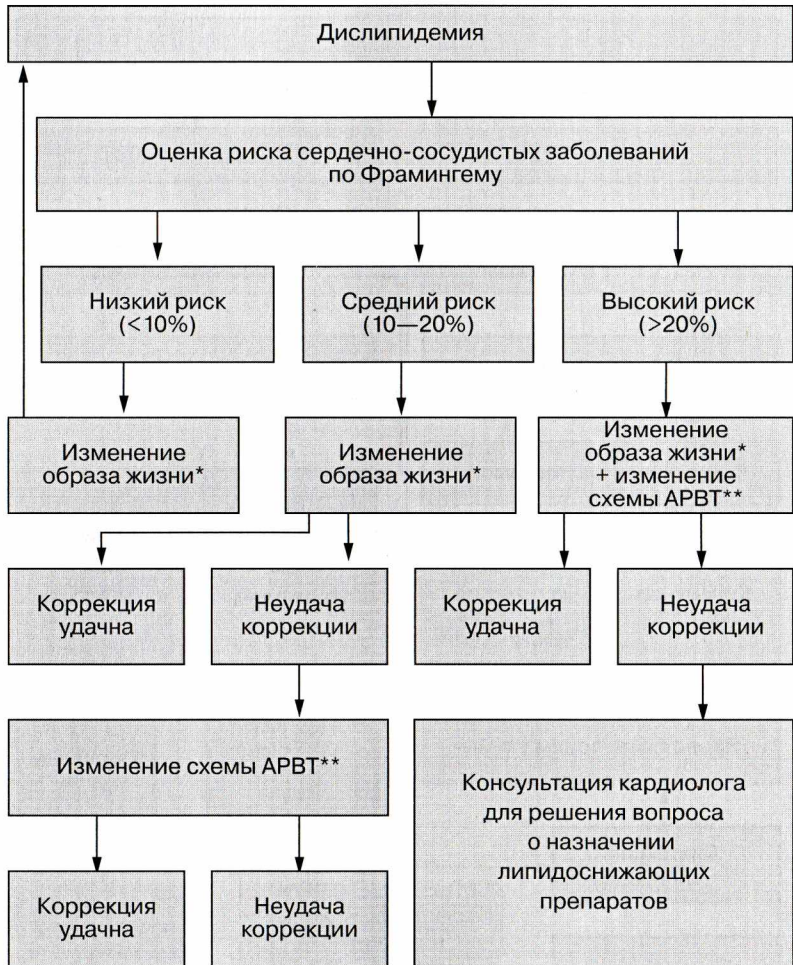 Дислипидемия
Оценка риска сердечно-сосудистых заболеваний
по Фрамингему
Низкий риск
(<10%)
Средний риск
(10—20%)
Высокий риск
(>20%)
Изменение
образа жизни*
Изменение
образа жизни*
Изменение
образа жизни*
+ изменение
схемы АРВТ**
Коррекция
удачна
Неудача
коррекции
Коррекция
удачна
Неудача
коррекции
Изменение схемы АРВТ**
Консультация кардиолога
для решения вопроса
о назначении
липидоснижающих
препаратов
Коррекция
удачна
Неудача
коррекции